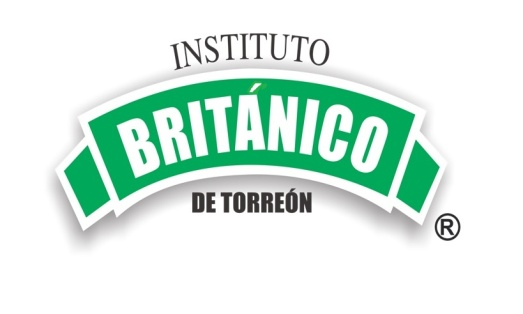 INSTITUTO
BRITÁNICO
DE TORREÓN
®